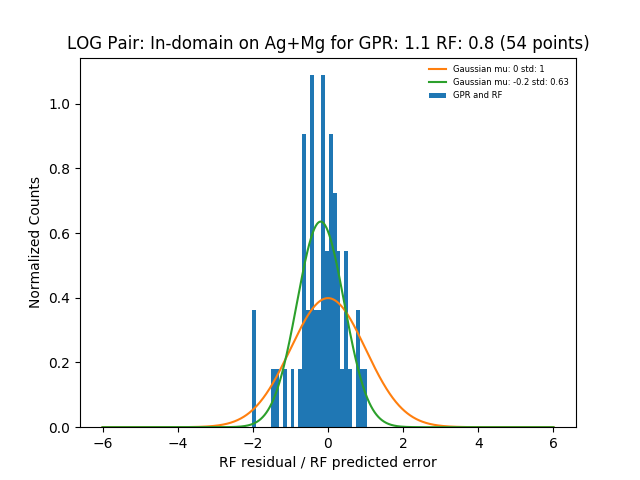 LOG Pair: In-domain on Ag+Mg for GPR: 1.1 RF: 0.8 (54 points)
Gaussian mu: 0 std: 1
Gaussian mu: -0.2 std: 0.63
GPR and RF
Normalized Counts
1.0
0.8
0.6
0.4
0.2
0.0
−6 −4 −2 0 2 4 6
RF residual / RF predicted error